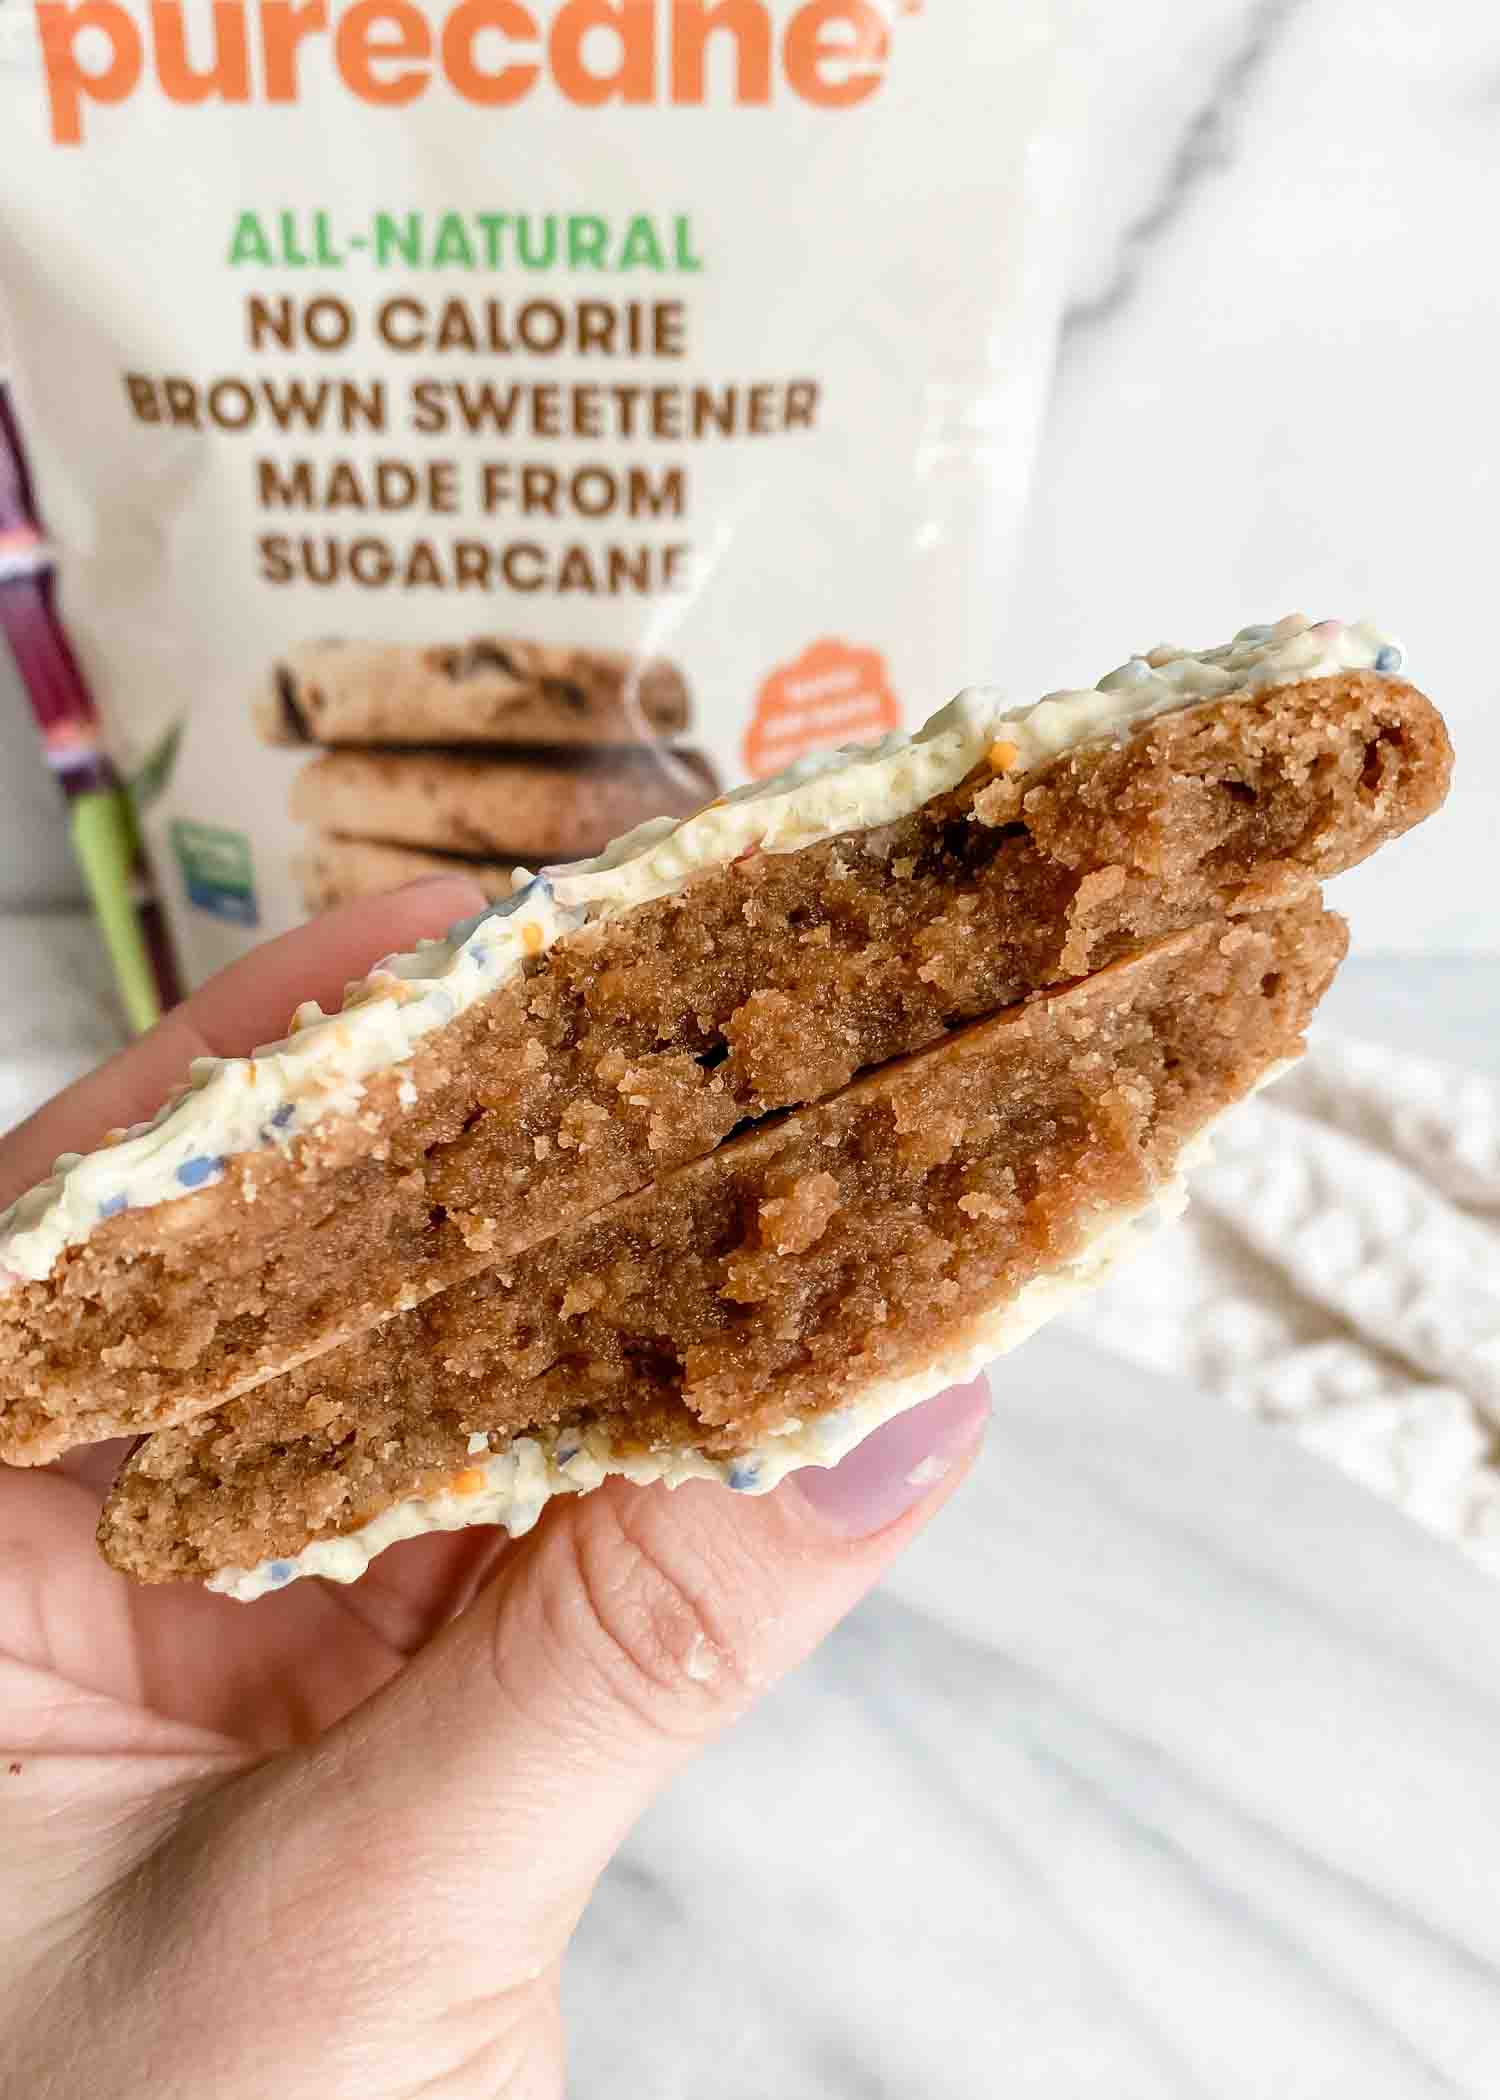 purecane
ALL-NATURAL
NO CALORIE
BROWN SWEETENER
MADE FROM
SUGARCANE